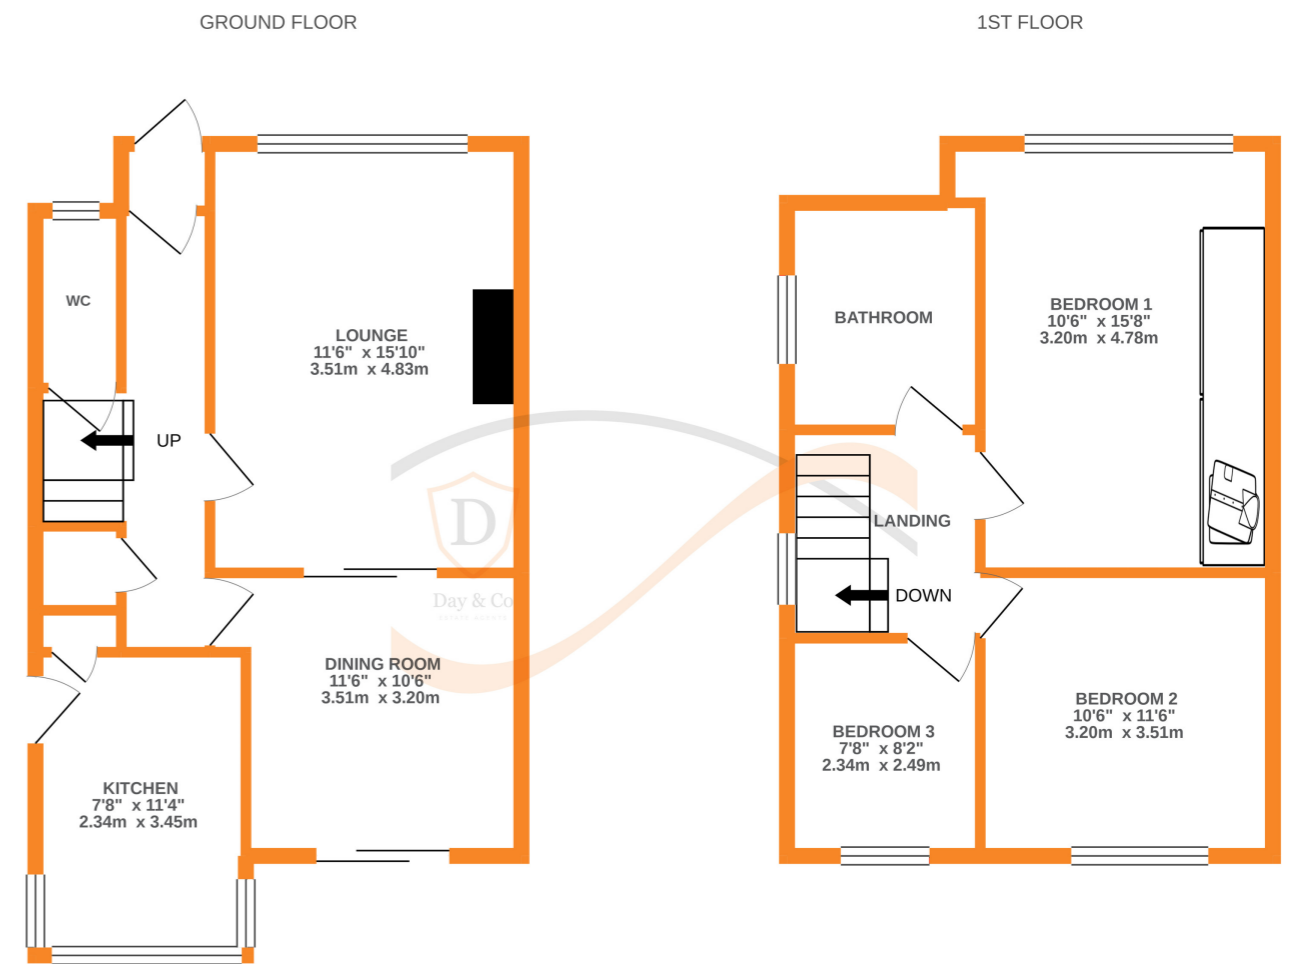 GROUND FLOOR
1ST FLOOR
WC
LOUNGE
11'6" x 15'10"
3.51m x 4.83m
UP
D
Day & Co
DINING ROOM
11'6" x 10'6"
3.51m x 3.20m
KITCHEN
7'8" x 11'4"
2.34m x 3.45m
BATHROOM
BEDROOM 1
10'6" x 15'8"
3.20m x 4.78m
LANDING
DOWN
BEDROOM 3
7'8" x 8'2"
2.34m x 2.49m
BEDROOM 2
10'6" x 11'6"
3.20m x 3.51m